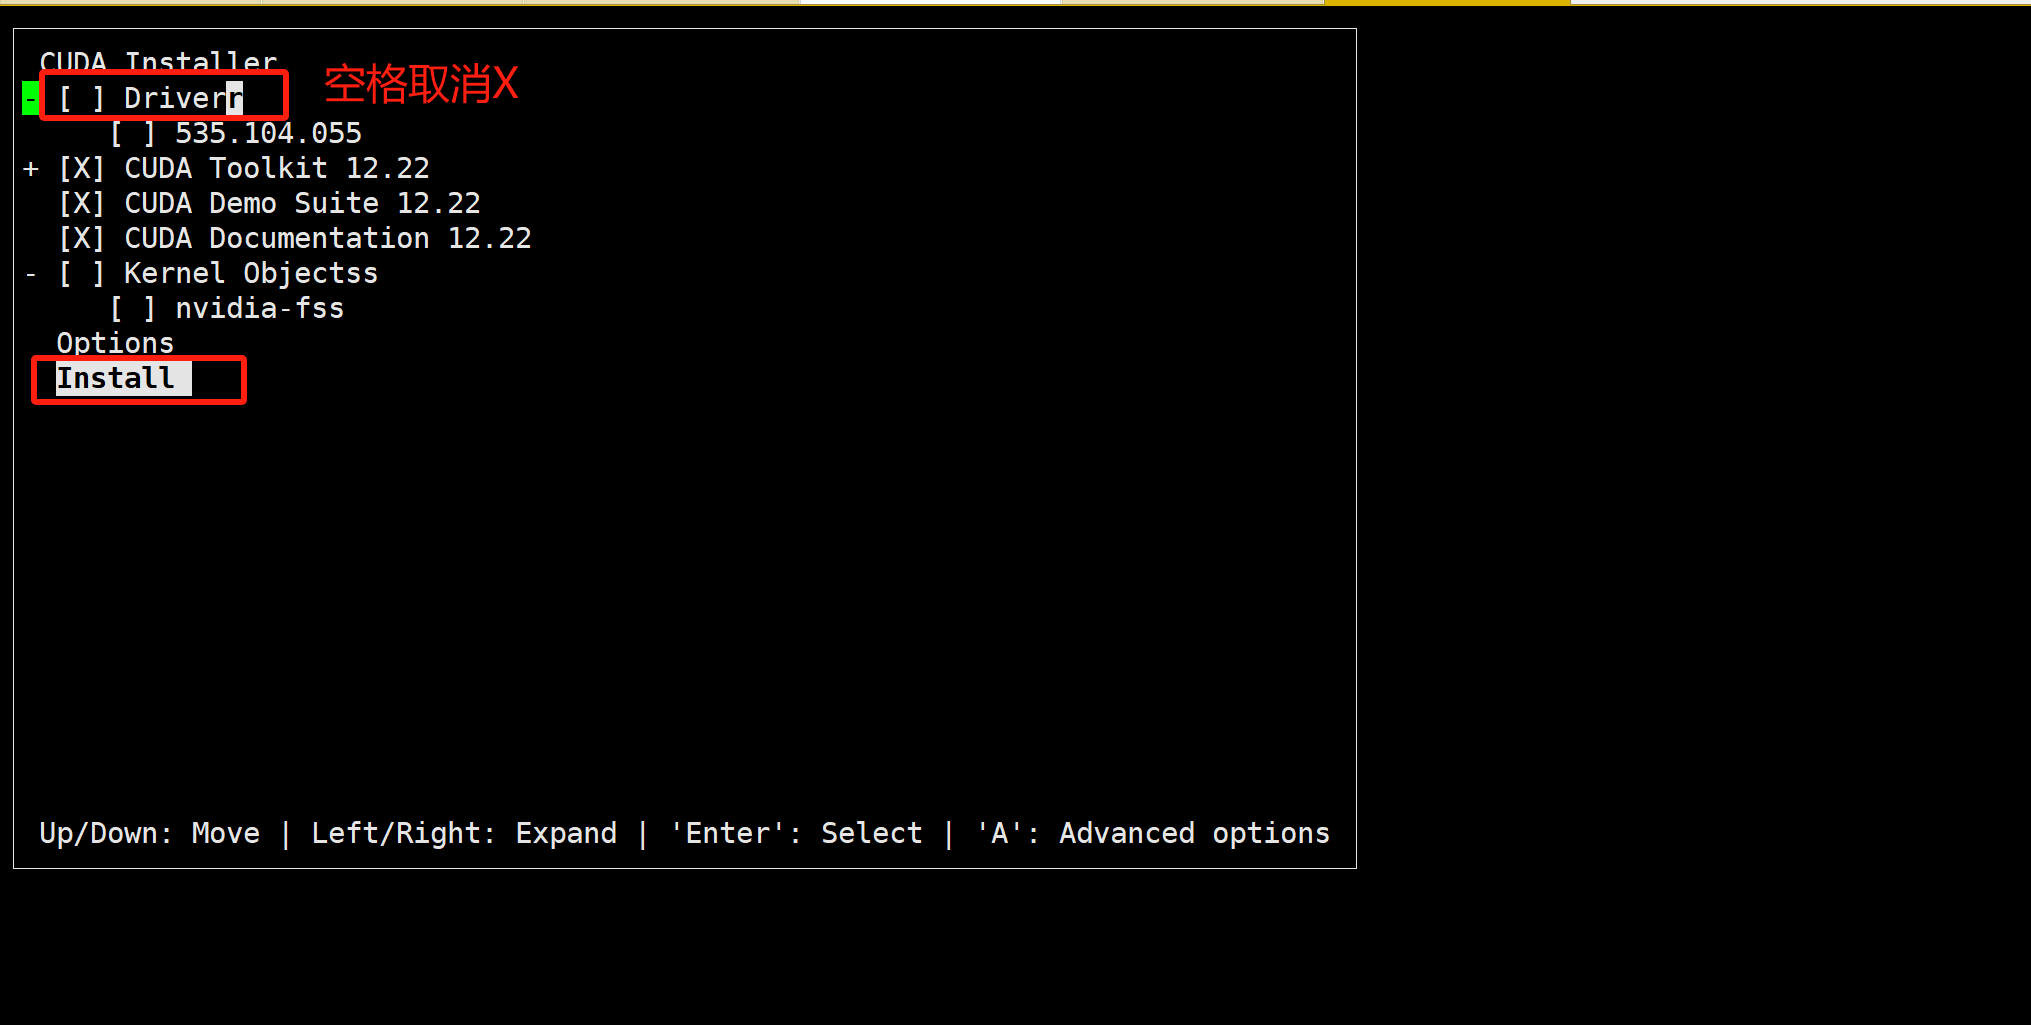 CUDA Installer
- [ ] Driverr
空格取消X
[ ] 535.104.055
+ [X] CUDA Toolkit 12.22
[X] CUDA Demo Suite 12.22
[X] CUDA Documentation 12.22
- [ ] Kernel Objectss
[ ] nvidia-fss
Options
Install
Up/Down: Move | Left/Right: Expand | 'Enter': Select | 'A': Advanced options